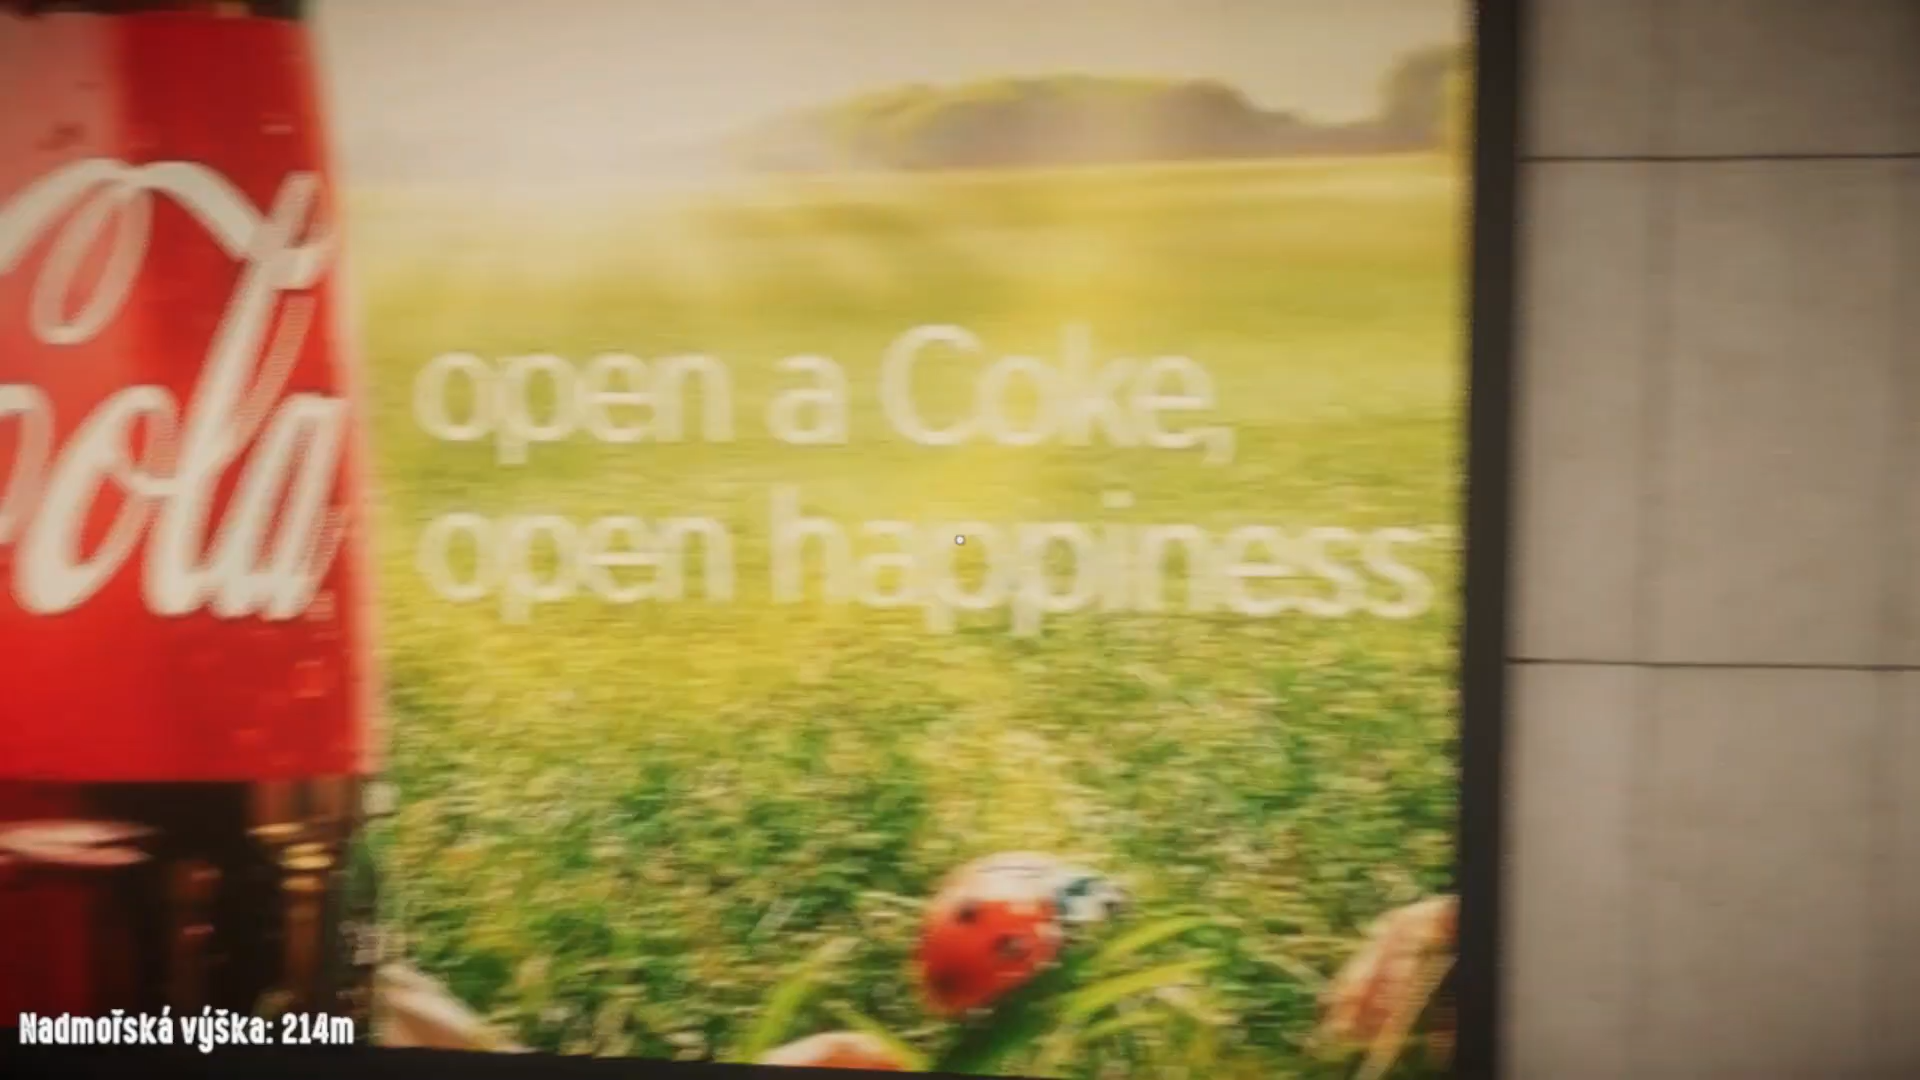 Cola
open a Coke,
open happiness
Nadmořská výška: 214m